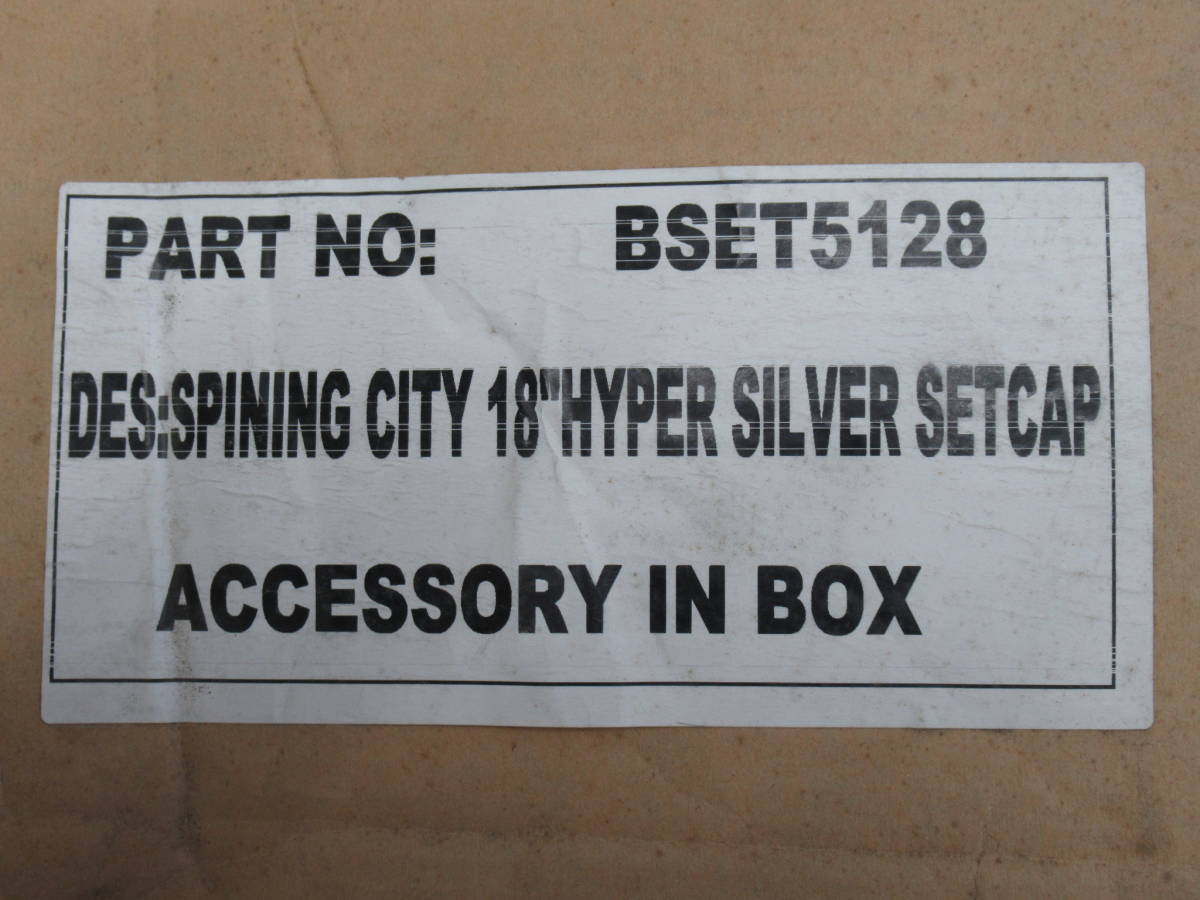 PART NO: BSET5128
DES:SPINING CITY 18"HYPER SILVER SETCAP
ACCESSORY IN BOX